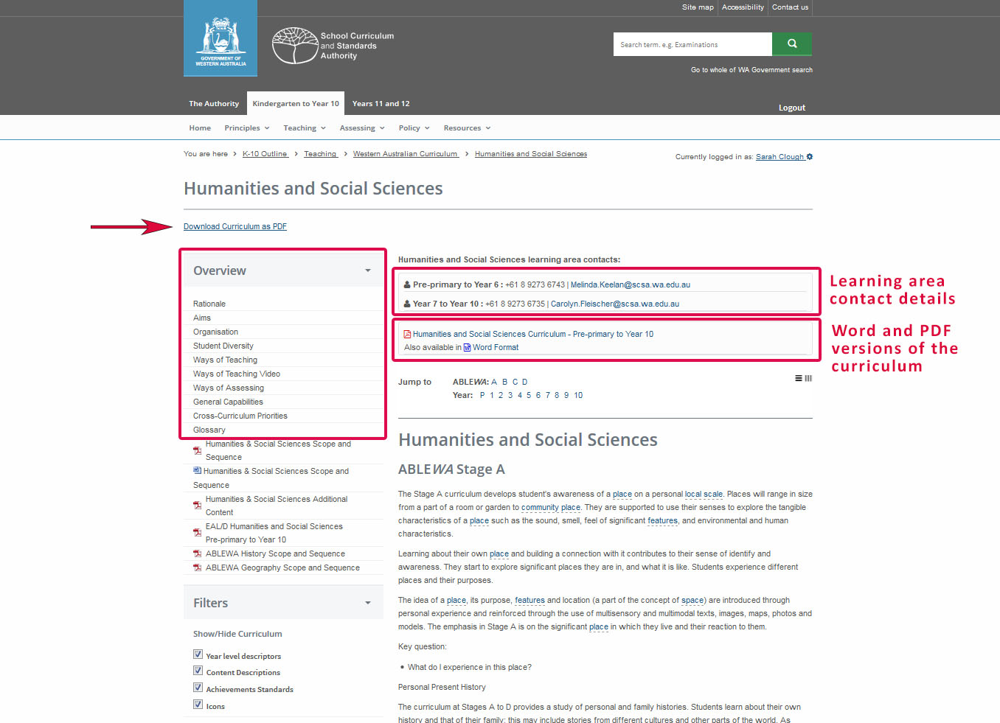 Site map
Accessibility
Contact us
GOVERNMENT OF
WESTERN AUSTRALIA
School Curriculum
and Standards
Authority
Search term. e.g. Examinations
Go to whole of WA Government search
The Authority
Kindergarten to Year 10
Years 11 and 12
Logout
Home
Principles
Teaching
Assessing
Policy
Resources
You are here > K-10 Outline > Teaching > Western Australian Curriculum > Humanities and Social Sciences
Currently logged in as: Sarah Clough
Humanities and Social Sciences
Download Curriculum as PDF
Overview
Rationale
Aims
Organisation
Student Diversity
Ways of Teaching
Ways of Teaching Video
Ways of Assessing
General Capabilities
Cross-Curriculum Priorities
Glossary
Humanities & Social Sciences Scope and
Sequence
Humanities & Social Sciences Scope and
Sequence
Humanities & Social Sciences Additional
Content
EAL/D Humanities and Social Sciences
Pre-primary to Year 10
ABLEWA History Scope and Sequence
ABLEWA Geography Scope and Sequence
Filters
Show/Hide Curriculum
Year level descriptors
Content Descriptions
Achievements Standards
Icons
Humanities and Social Sciences learning area contacts:
Pre-primary to Year 6 : +61 8 9273 6743 | Melinda.Keelan@scsa.wa.edu.au
Year 7 to Year 10 : +61 8 9273 6735 | Carolyn.Fleischer@scsa.wa.edu.au
Learning area
contact details
Humanities and Social Sciences Curriculum - Pre-primary to Year 10
Also available in Word Format
Word and PDF
versions of the
curriculum
Jump to
ABLEWA: A B C D
Year: P 1 2 3 4 5 6 7 8 9 10
Humanities and Social Sciences
ABLEWA Stage A
The Stage A curriculum develops student's awareness of a place on a personal local scale. Places will range in size
from a part of a room or garden to community place. They are supported to use their senses to explore the tangible
characteristics of a place such as the sound, smell, feel of significant features, and environmental and human
characteristics.
Learning about their own place and building a connection with it contributes to their sense of identify and
awareness. They start to explore significant places they are in, and what it is like. Students experience different
places and their purposes.
The idea of a place, its purpose, features and location (a part of the concept of space) are introduced through
personal experience and reinforced through the use of multisensory and multimodal texts, images, maps, photos and
models. The emphasis in Stage A is on the significant place in which they live and their reaction to them.
Key question:
• What do I experience in this place?
Personal Present History
The curriculum at Stages A to D provides a study of personal and family histories. Students learn about their own
history and that of their family; this may include stories from different cultures and other parts of the world. As